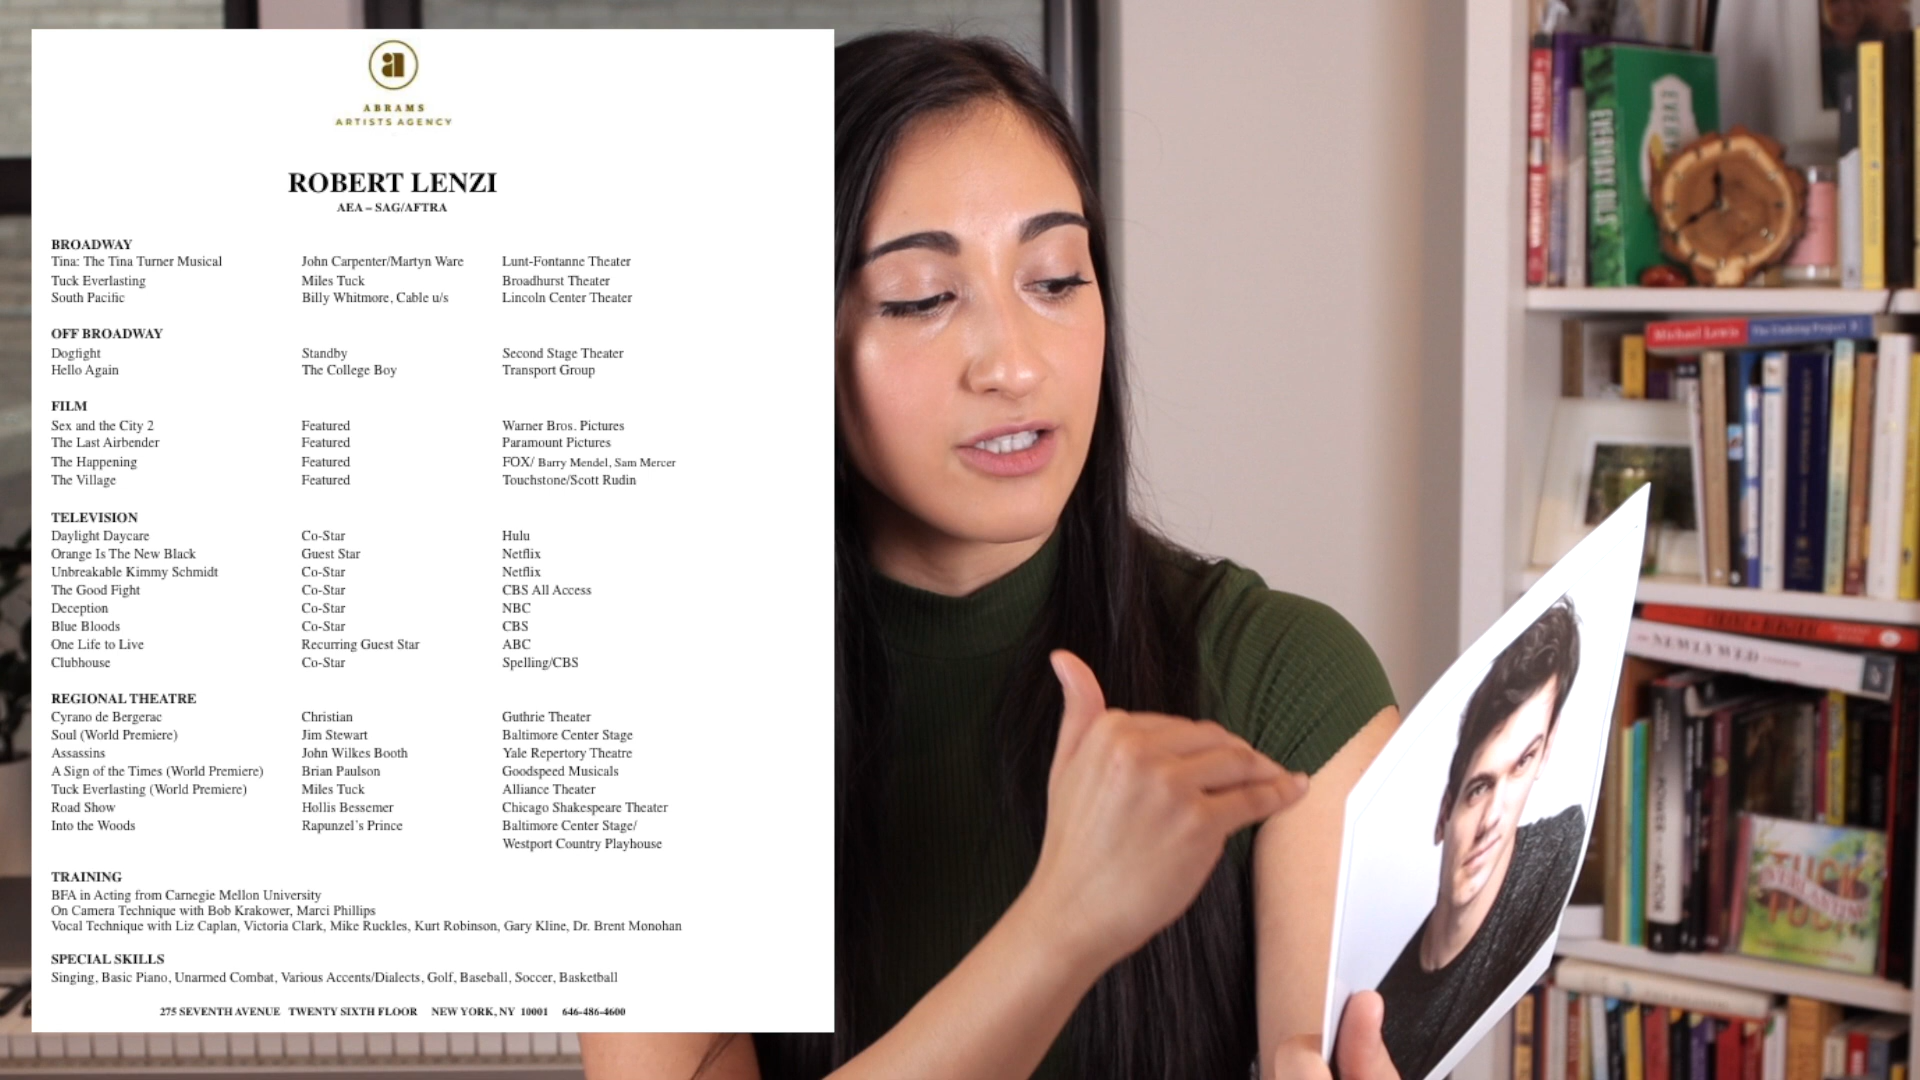 a
ABRAMS
ARTISTS AGENCY
ROBERT LENZI
AEA – SAG/AFTRA
BROADWAY
Tina: The Tina Turner Musical John Carpenter/Martyn Ware Lunt-Fontanne Theater
Tuck Everlasting Miles Tuck Broadhurst Theater
South Pacific Billy Whitmore, Cable u/s Lincoln Center Theater
OFF BROADWAY
Dogfight Standby Second Stage Theater
Hello Again The College Boy Transport Group
FILM
Sex and the City 2 Featured Warner Bros. Pictures
The Last Airbender Featured Paramount Pictures
The Happening Featured FOX/ Barry Mendel, Sam Mercer
The Village Featured Touchstone/Scott Rudin
TELEVISION
Daylight Daycare Co-Star Hulu
Orange Is The New Black Guest Star Netflix
Unbreakable Kimmy Schmidt Co-Star Netflix
The Good Fight Co-Star CBS All Access
Deception Co-Star NBC
Blue Bloods Co-Star CBS
One Life to Live Recurring Guest Star ABC
Clubhouse Co-Star Spelling/CBS
REGIONAL THEATRE
Cyrano de Bergerac Christian Guthrie Theater
Soul (World Premiere) Jim Stewart Baltimore Center Stage
Assassins John Wilkes Booth Yale Repertory Theatre
A Sign of the Times (World Premiere) Brian Paulson Goodspeed Musicals
Tuck Everlasting (World Premiere) Miles Tuck Alliance Theater
Road Show Hollis Bessemer Chicago Shakespeare Theater
Into the Woods Rapunzel's Prince Baltimore Center Stage/
Westport Country Playhouse
TRAINING
BFA in Acting from Carnegie Mellon University
On Camera Technique with Bob Krakower, Marci Phillips
Vocal Technique with Liz Caplan, Victoria Clark, Mike Ruckles, Kurt Robinson, Gary Kline, Dr. Brent Monohan
SPECIAL SKILLS
Singing, Basic Piano, Unarmed Combat, Various Accents/Dialects, Golf, Baseball, Soccer, Basketball
275 SEVENTH AVENUE TWENTY SIXTH FLOOR NEW YORK, NY 10001 646-486-4600
EVERYDAY OILS
Michael Lewis The Undoing Project
NEWLYWED
TUCK
EVERLASTING